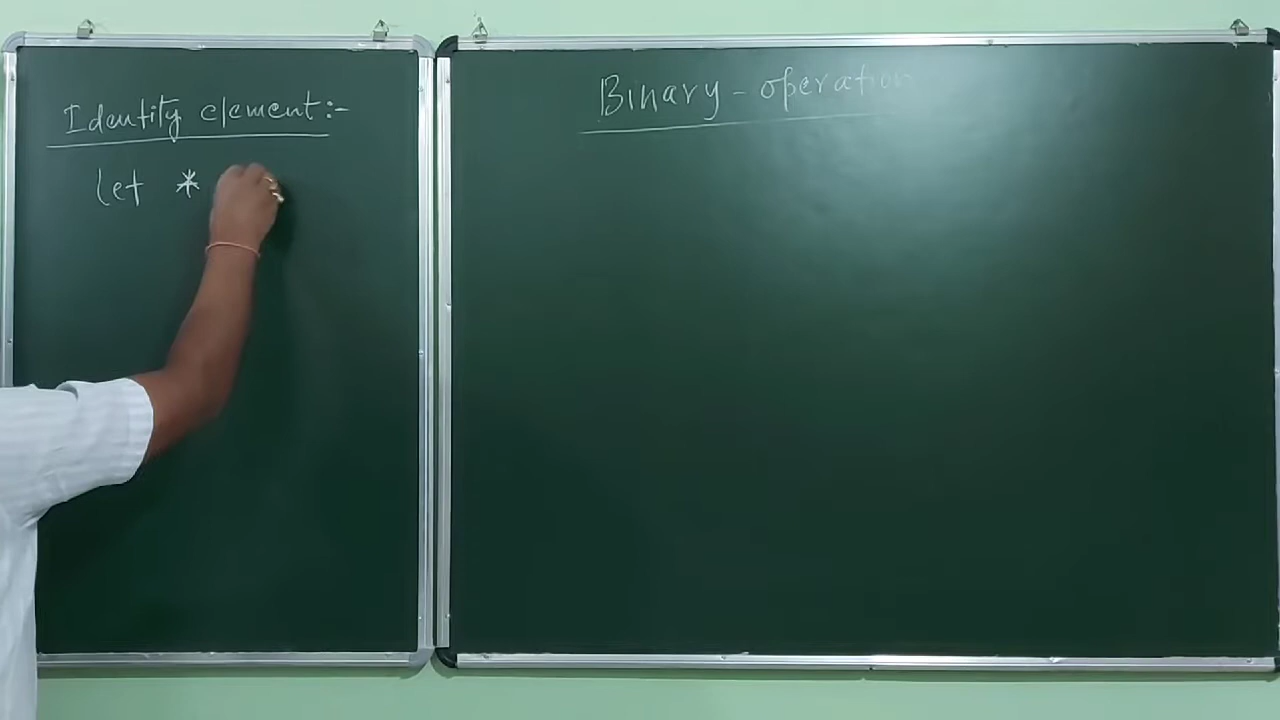 Identity element:-
let *
Binary - operation